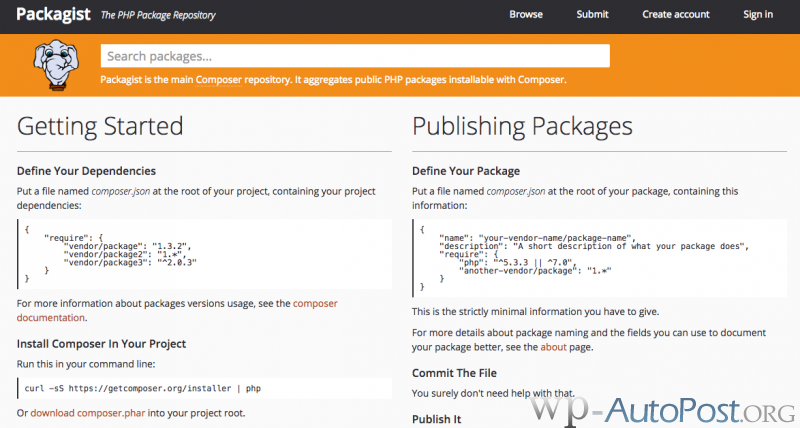 Packagist The PHP Package Repository
Browse Submit Create account Sign in
Search packages...
Packagist is the main Composer repository. It aggregates public PHP packages installable with Composer.
Getting Started
Define Your Dependencies
Put a file named composer.json at the root of your project, containing your project
dependencies:
{
    "require": {
        "vendor/package": "1.3.2",
        "vendor/package2": "1.*",
        "vendor/package3": "^2.0.3"
    }
}
For more information about packages versions usage, see the composer
documentation.
Install Composer In Your Project
Run this in your command line:
curl -sS https://getcomposer.org/installer | php
Or download composer.phar into your project root.
Publishing Packages
Define Your Package
Put a file named composer.json at the root of your package, containing this
information:
{
    "name": "your-vendor-name/package-name",
    "description": "A short description of what your package does",
    "require": {
        "php": "^5.3.3 || ^7.0",
        "another-vendor/package": "1.*"
    }
}
This is the strictly minimal information you have to give.
For more details about package naming and the fields you can use to document
your package better, see the about page.
Commit The File
You surely don't need help with that.
Publish It
wp-AutoPost.org